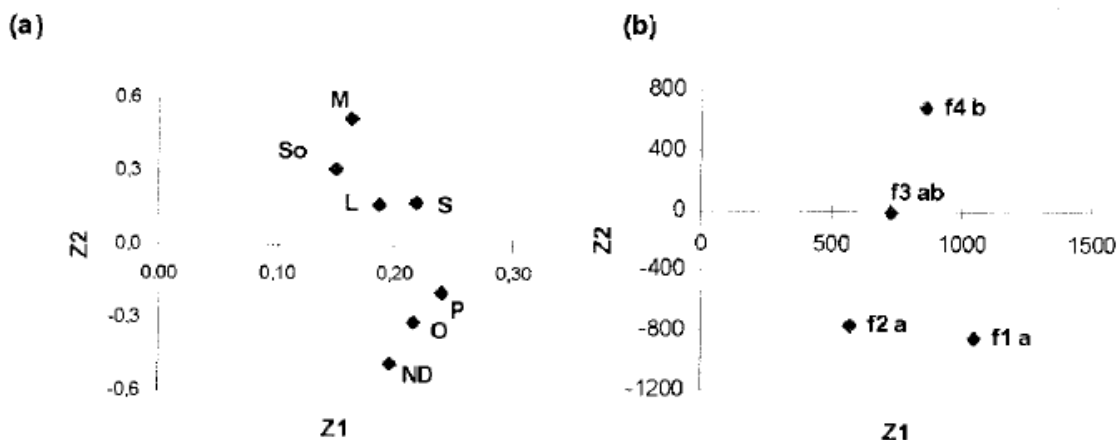 (a)
0,6
M
So
0,3
L
S
0,0
Z2
0.00
0,10
0,20
0,30
-0,3
P
O
ND
-0,6
Z1
(b)
800
f4 b
400
f3 ab
0
Z2
0
500
1000
1500
-400
f2 a
f1 a
-800
-1200
Z1